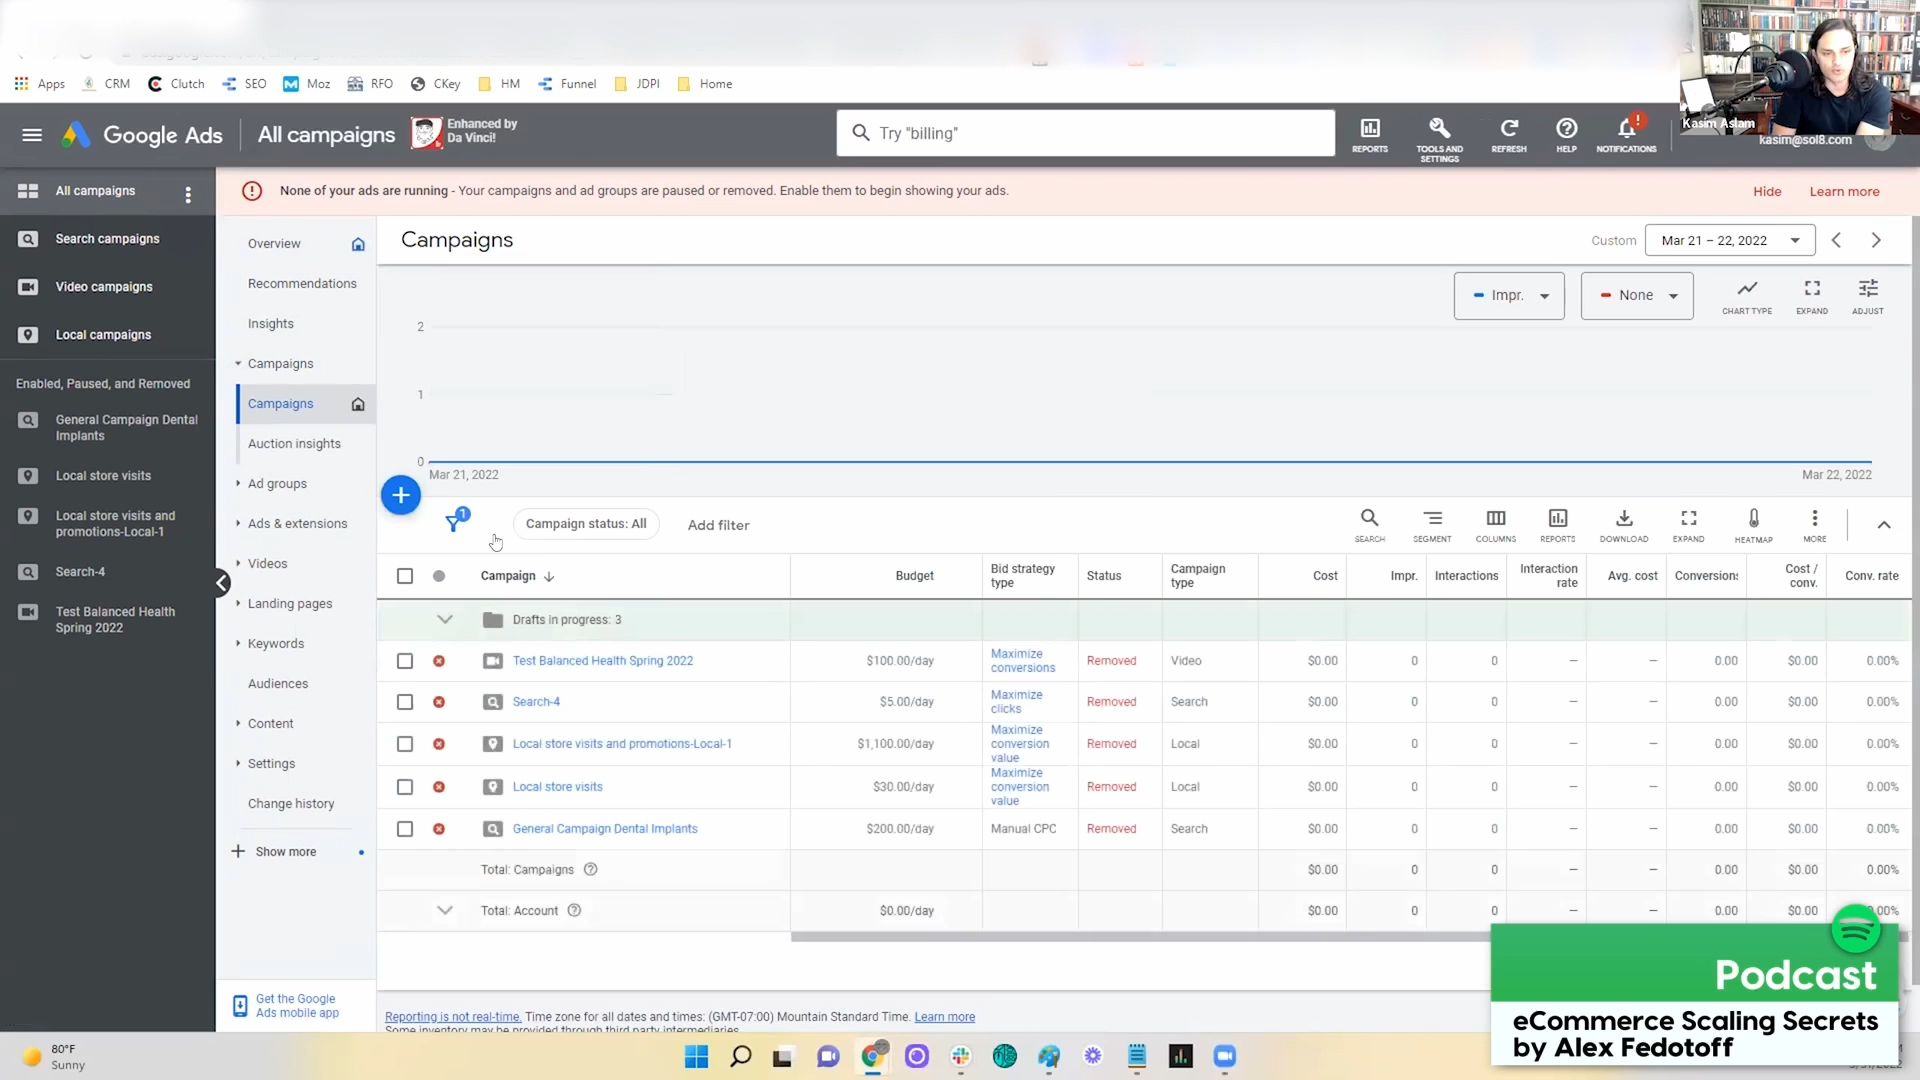 Apps
CRM
Clutch
SEO
Moz
RFO
CKey
HM
Funnel
JDPI
Home
Kasim Aslam
kasim@sol8.com
Google Ads
All campaigns
Enhanced by
Da Vinci!
Try "billing"
REPORTS
TOOLS AND
SETTINGS
REFRESH
HELP
NOTIFICATIONS
!
None of your ads are running - Your campaigns and ad groups are paused or removed. Enable them to begin showing your ads.
Hide
Learn more
All campaigns
Search campaigns
Video campaigns
Local campaigns
Enabled, Paused, and Removed
General Campaign Dental
Implants
Local store visits
Local store visits and
promotions-Local-1
Search-4
Test Balanced Health
Spring 2022
Overview
Recommendations
Insights
Campaigns
Campaigns
Auction insights
Ad groups
Ads & extensions
Videos
Landing pages
Keywords
Audiences
Content
Settings
Change history
Show more
Get the Google
Ads mobile app
Campaigns
Custom
Mar 21 – 22, 2022
Impr.
None
CHART TYPE
EXPAND
ADJUST
2
1
0
Mar 21, 2022
Mar 22, 2022
1
Campaign status: All
Add filter
SEARCH
SEGMENT
COLUMNS
REPORTS
DOWNLOAD
EXPAND
HEATMAP
MORE
Campaign
Budget
Bid strategy
type
Status
Campaign
type
Cost
Impr.
Interactions
Interaction
rate
Avg. cost
Conversions
Cost /
conv.
Conv. rate
Drafts in progress: 3
Test Balanced Health Spring 2022
$100.00/day
Maximize
conversions
Removed
Video
$0.00
0
0
—
—
0.00
$0.00
0.00%
Search-4
$5.00/day
Maximize
clicks
Removed
Search
$0.00
0
0
—
—
0.00
$0.00
0.00%
Local store visits and promotions-Local-1
$1,100.00/day
Maximize
conversion
value
Removed
Local
$0.00
0
0
—
—
0.00
$0.00
0.00%
Local store visits
$30.00/day
Maximize
conversion
value
Removed
Local
$0.00
0
0
—
—
0.00
$0.00
0.00%
General Campaign Dental Implants
$200.00/day
Manual CPC
Removed
Search
$0.00
0
0
—
—
0.00
$0.00
0.00%
Total: Campaigns
$0.00
0
0
—
—
0.00
$0.00
0.00%
Total: Account
$0.00/day
$0.00
0
0
—
—
0.00
$0.00
Reporting is not real-time. Time zone for all dates and times: (GMT-07:00) Mountain Standard Time. Learn more
Some inventory may be provided through third party intermediaries.
Podcast
eCommerce Scaling Secrets
by Alex Fedotoff
80°F
Sunny